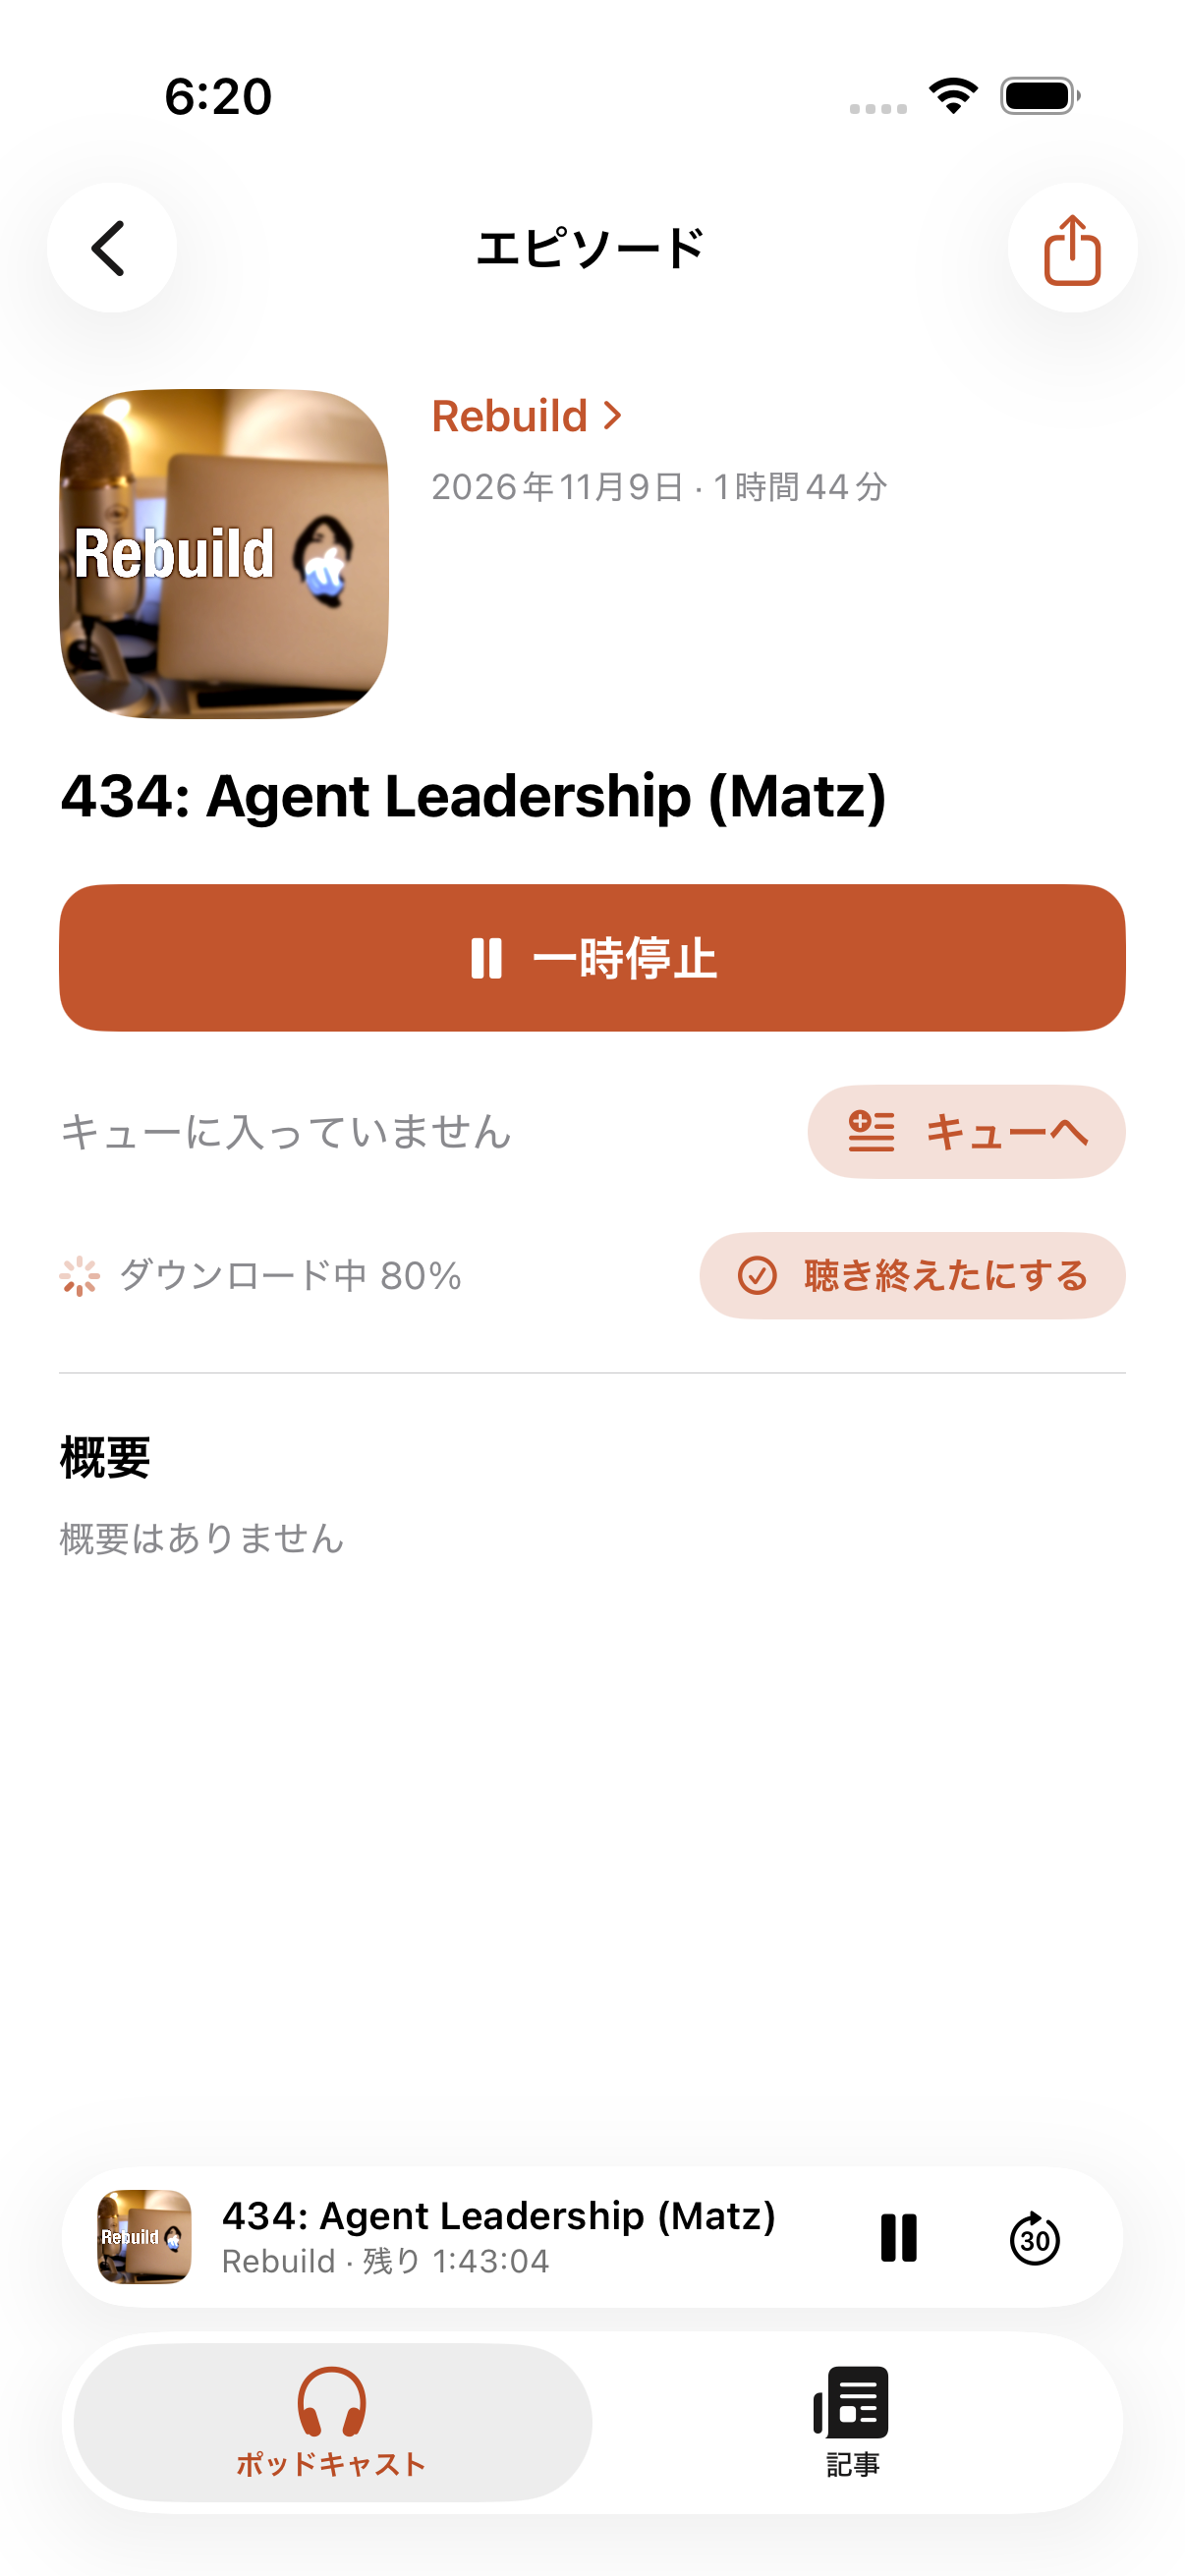 6:20
エピソード
Rebuild
Rebuild
2026年11月9日 · 1時間44分
434: Agent Leadership (Matz)
一時停止
キューに入っていません
キューへ
ダウンロード中 80%
聴き終えたにする
概要
概要はありません
Rebuild
434: Agent Leadership (Matz)
Rebuild · 残り 1:43:04
30
ポッドキャスト
記事